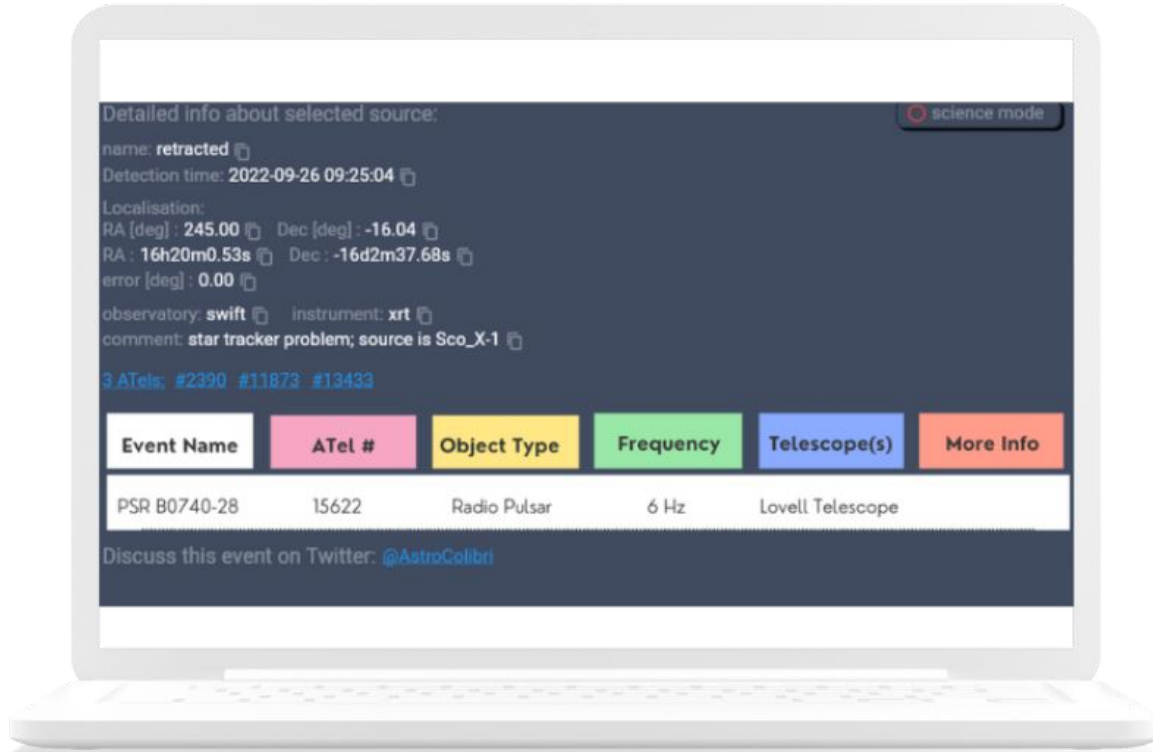 Detailed info about selected source:
science mode
name: retracted
Detection time: 2022-09-26 09:25:04
Localisation:
RA [deg] : 245.00 Dec [deg] : -16.04
RA : 16h20m0.53s Dec : -16d2m37.68s
error [deg] : 0.00
observatory: swift instrument: xrt
comment: star tracker problem; source is Sco_X-1
3 ATels: #2390 #11873 #13433
Event Name ATel # Object Type Frequency Telescope(s) More Info
PSR B0740-28 15622 Radio Pulsar 6 Hz Lovell Telescope
Discuss this event on Twitter: @AstroColibri